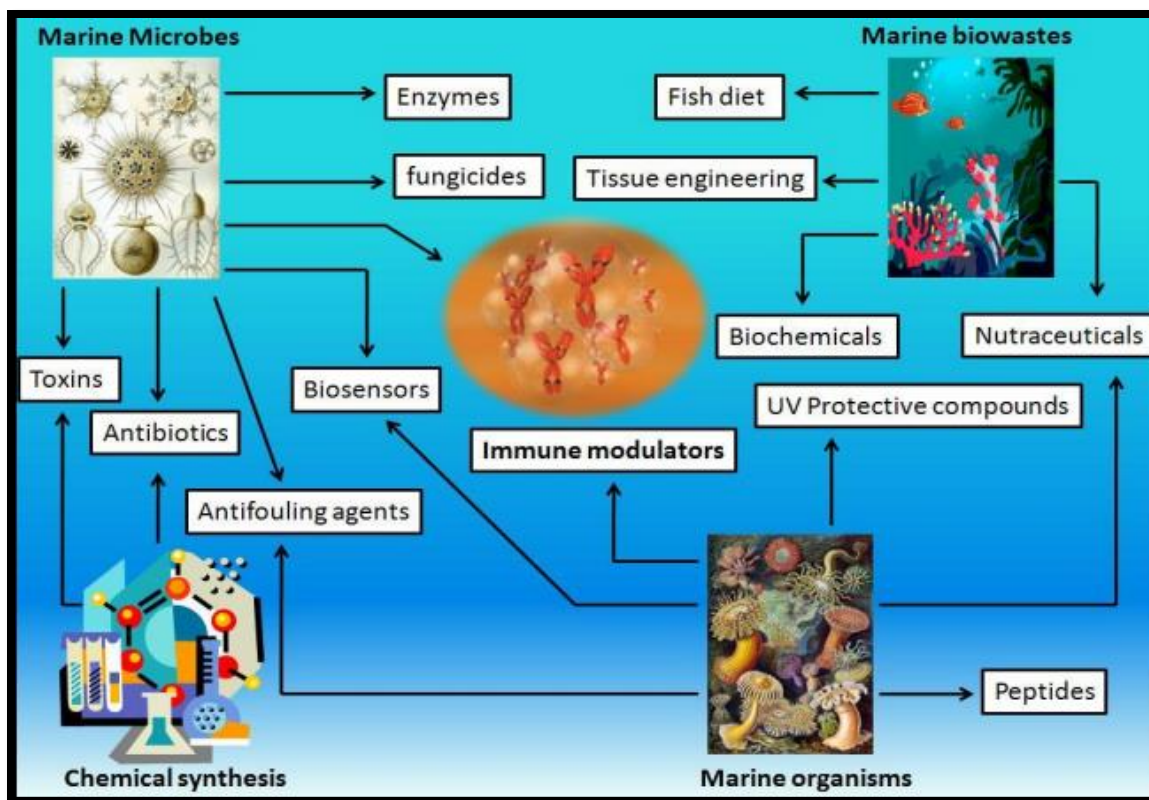 Marine Microbes
Marine biowastes
Enzymes
Fish diet
fungicides
Tissue engineering
Biochemicals
Nutraceuticals
Toxins
Biosensors
UV Protective compounds
Antibiotics
Immune modulators
Antifouling agents
Peptides
Chemical synthesis
Marine organisms